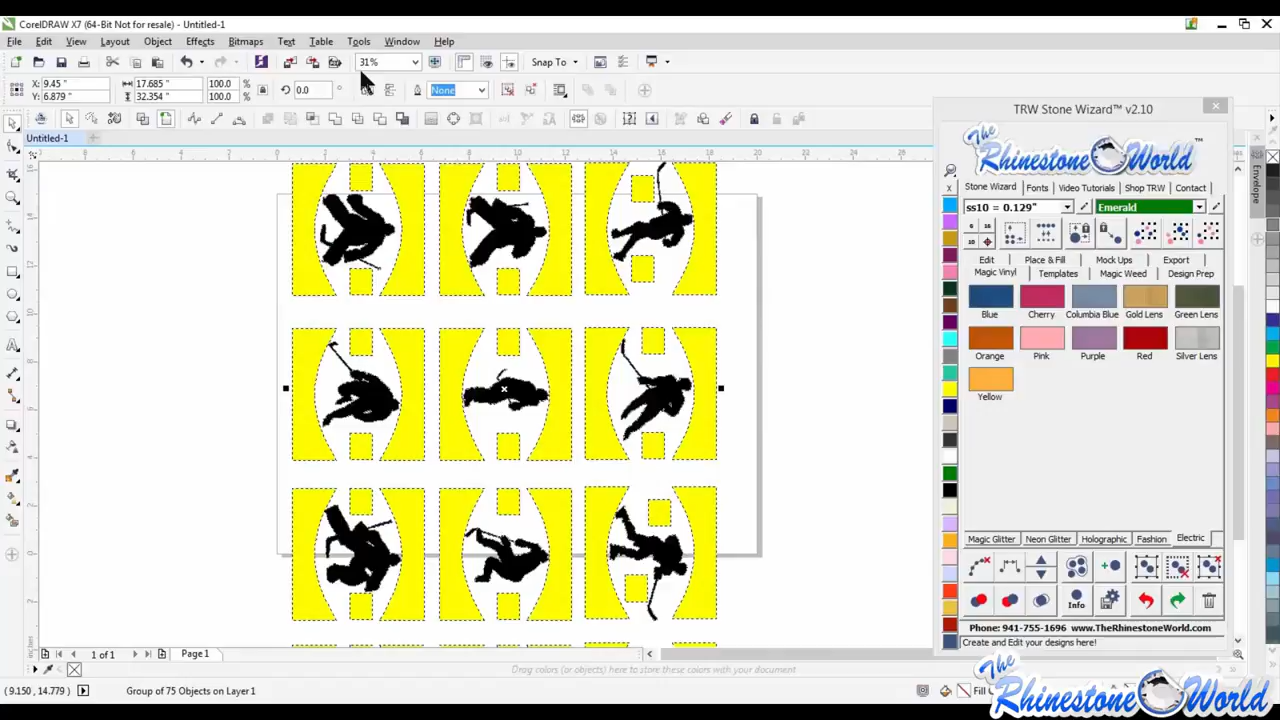 CorelDRAW X7 (64-Bit Not for resale) - Untitled-1
File Edit View Layout Object Effects Bitmaps Text Table Tools Window Help
31% Snap To
X: 9.45 " 17.685 " 100.0 % 0.0 ° None
Y: 6.879 " 32.354 " 100.0 %
Untitled-1
TRW Stone Wizard™ v2.10
The Rhinestone World ™
Stone Wizard Fonts Video Tutorials Shop TRW Contact
ss10 = 0.129" Emerald
Edit Place & Fill Mock Ups Export
Magic Vinyl Templates Magic Weed Design Prep
Blue Cherry Columbia Blue Gold Lens Green Lens
Orange Pink Purple Red Silver Lens
Yellow
Magic Glitter Neon Glitter Holographic Fashion Electric
Info
Phone: 941-755-1696 www.TheRhinestoneWorld.com
Create and Edit your designs here!
Envelope
1 of 1 Page 1
Drag colors (or objects) here to store these colors with your document
(9.150, 14.779) Group of 75 Objects on Layer 1
The Rhinestone World